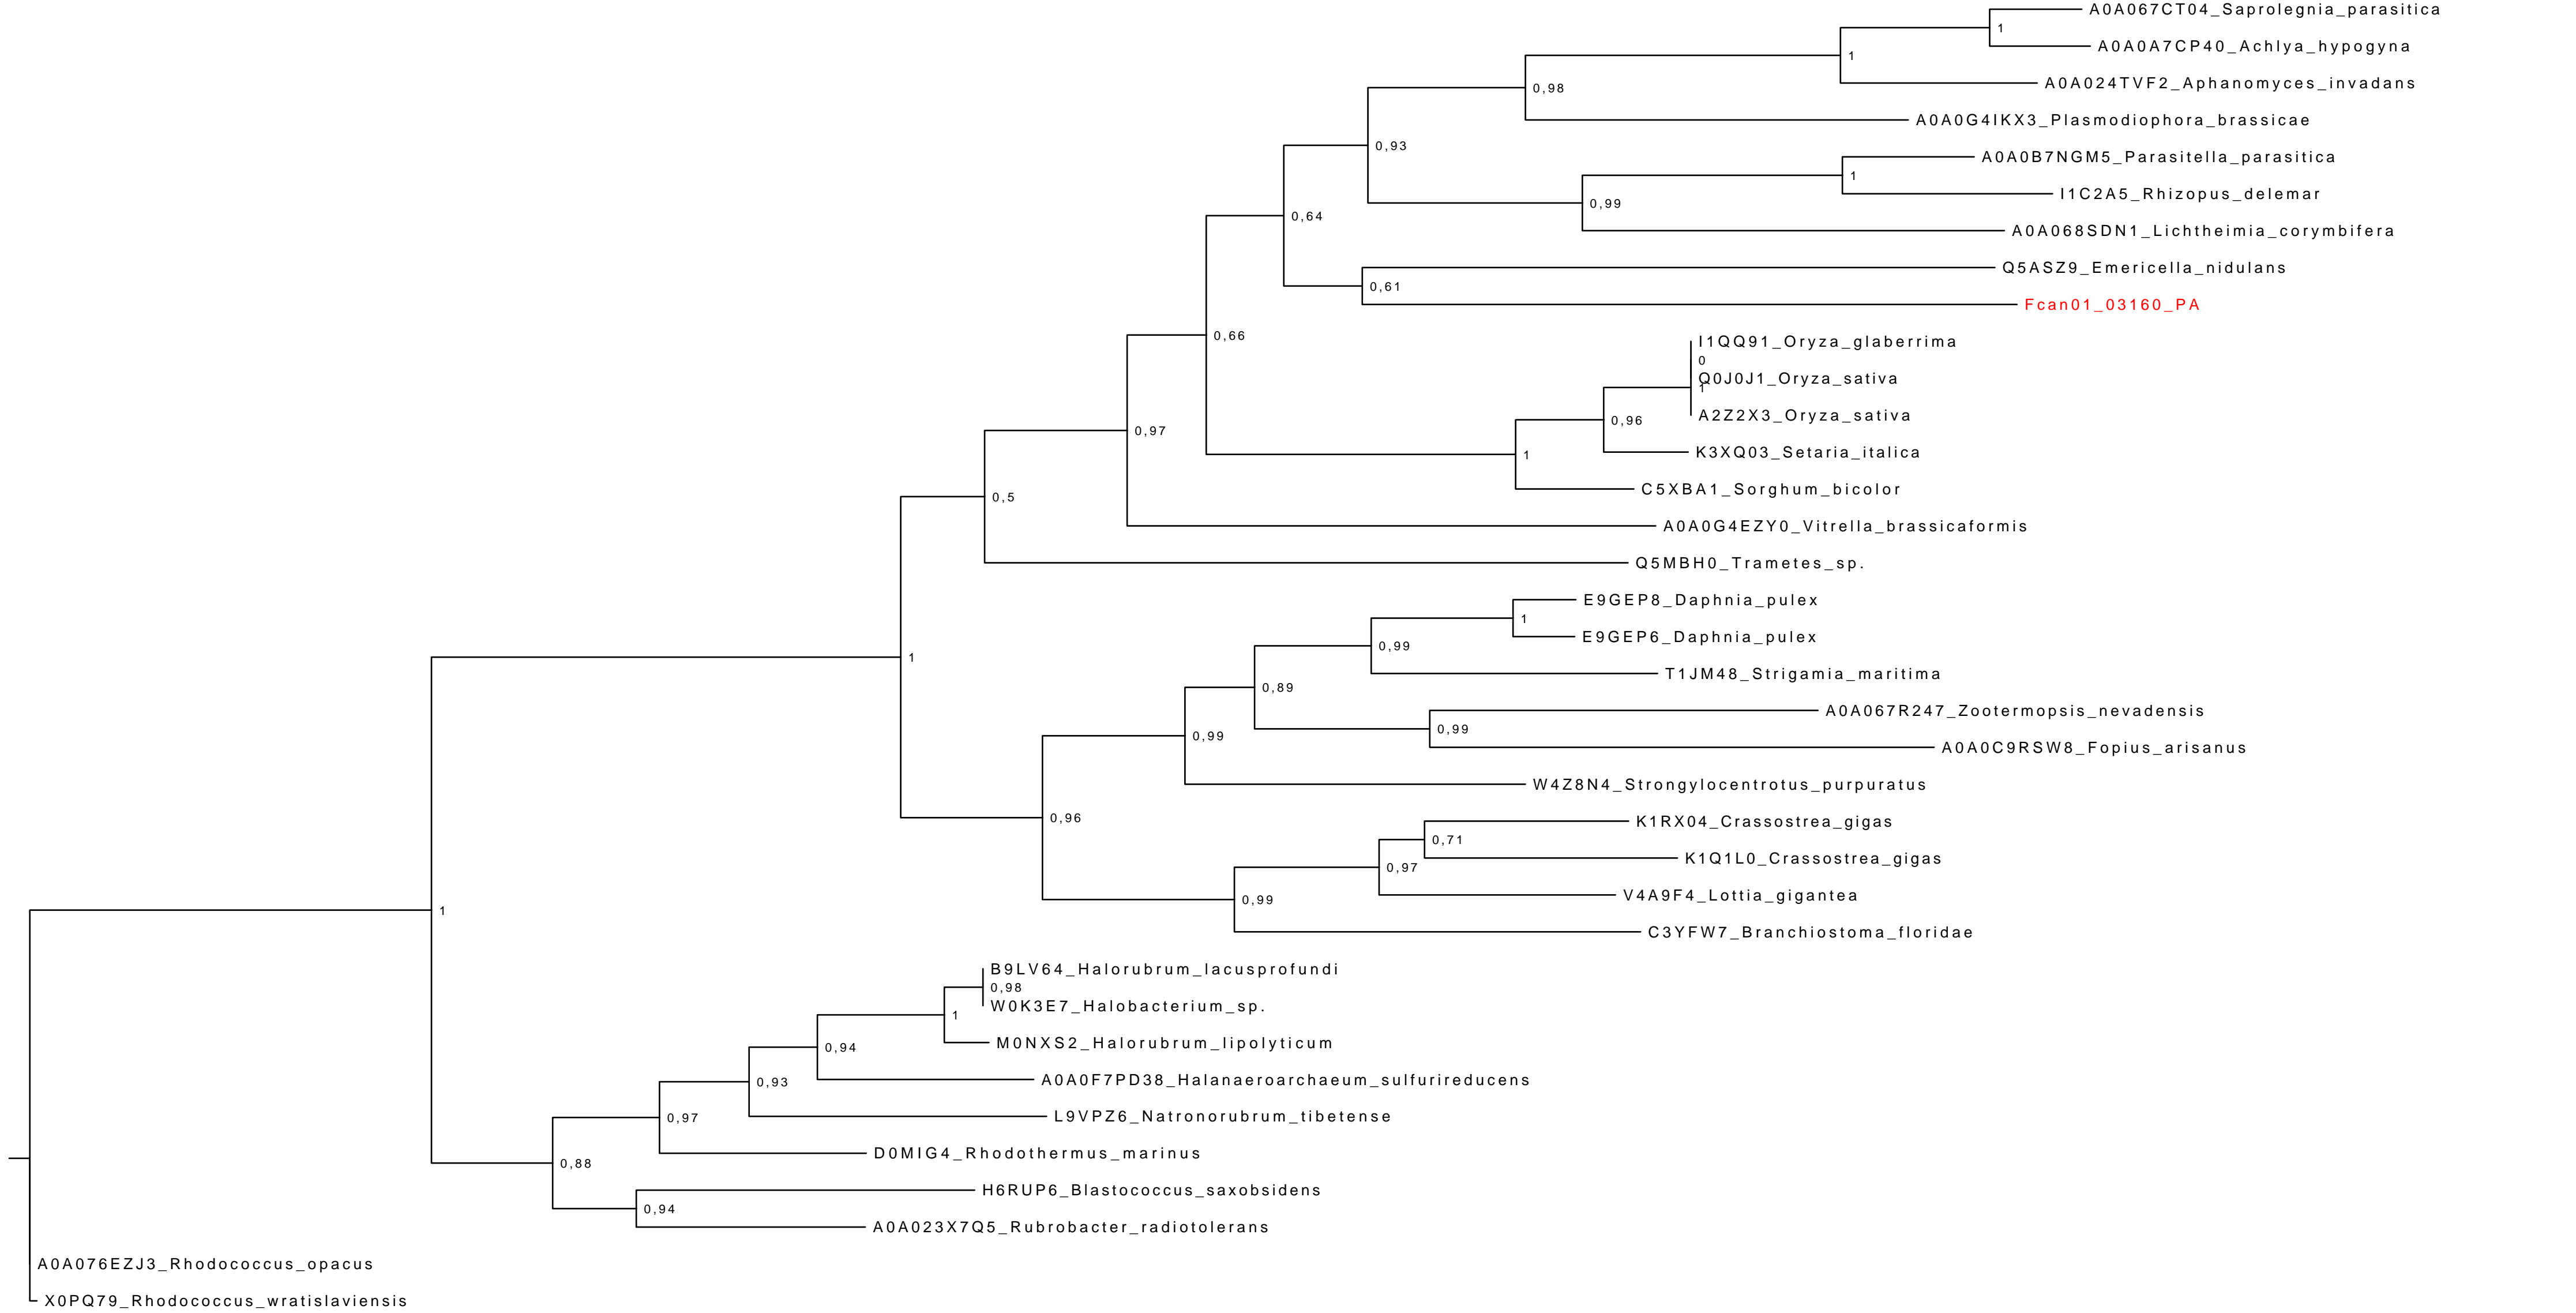 A0A067CT04_Saprolegnia_parasitica
1
A0A0A7CP40_Achlya_hypogyna
1
A0A024TVF2_Aphanomyces_invadans
0,98
A0A0G4IKX3_Plasmodiophora_brassicae
0,93
A0A0B7NGM5_Parasitella_parasitica
1
I1C2A5_Rhizopus_delemar
0,99
0,64
A0A068SDN1_Lichtheimia_corymbifera
Q5ASZ9_Emericella_nidulans
0,61
Fcan01_03160_PA
0,66
I1QQ91_Oryza_glaberrima
0
Q0J0J1_Oryza_sativa
1
A2Z2X3_Oryza_sativa
0,96
0,97
K3XQ03_Setaria_italica
1
C5XBA1_Sorghum_bicolor
0,5
A0A0G4EZY0_Vitrella_brassicaformis
Q5MBH0_Trametes_sp.
E9GEP8_Daphnia_pulex
1
E9GEP6_Daphnia_pulex
0,99
1
T1JM48_Strigamia_maritima
0,89
A0A067R247_Zootermopsis_nevadensis
0,99
0,99
A0A0C9RSW8_Fopius_arisanus
W4Z8N4_Strongylocentrotus_purpuratus
0,96
K1RX04_Crassostrea_gigas
0,71
K1Q1L0_Crassostrea_gigas
0,97
V4A9F4_Lottia_gigantea
0,99
1
C3YFW7_Branchiostoma_floridae
B9LV64_Halorubrum_lacusprofundi
0,98
W0K3E7_Halobacterium_sp.
1
M0NXS2_Halorubrum_lipolyticum
0,94
A0A0F7PD38_Halanaeroarchaeum_sulfurireducens
0,93
L9VPZ6_Natronorubrum_tibetense
0,97
D0MIG4_Rhodothermus_marinus
0,88
H6RUP6_Blastococcus_saxobsidens
0,94
A0A023X7Q5_Rubrobacter_radiotolerans
A0A076EZJ3_Rhodococcus_opacus
X0PQ79_Rhodococcus_wratislaviensis